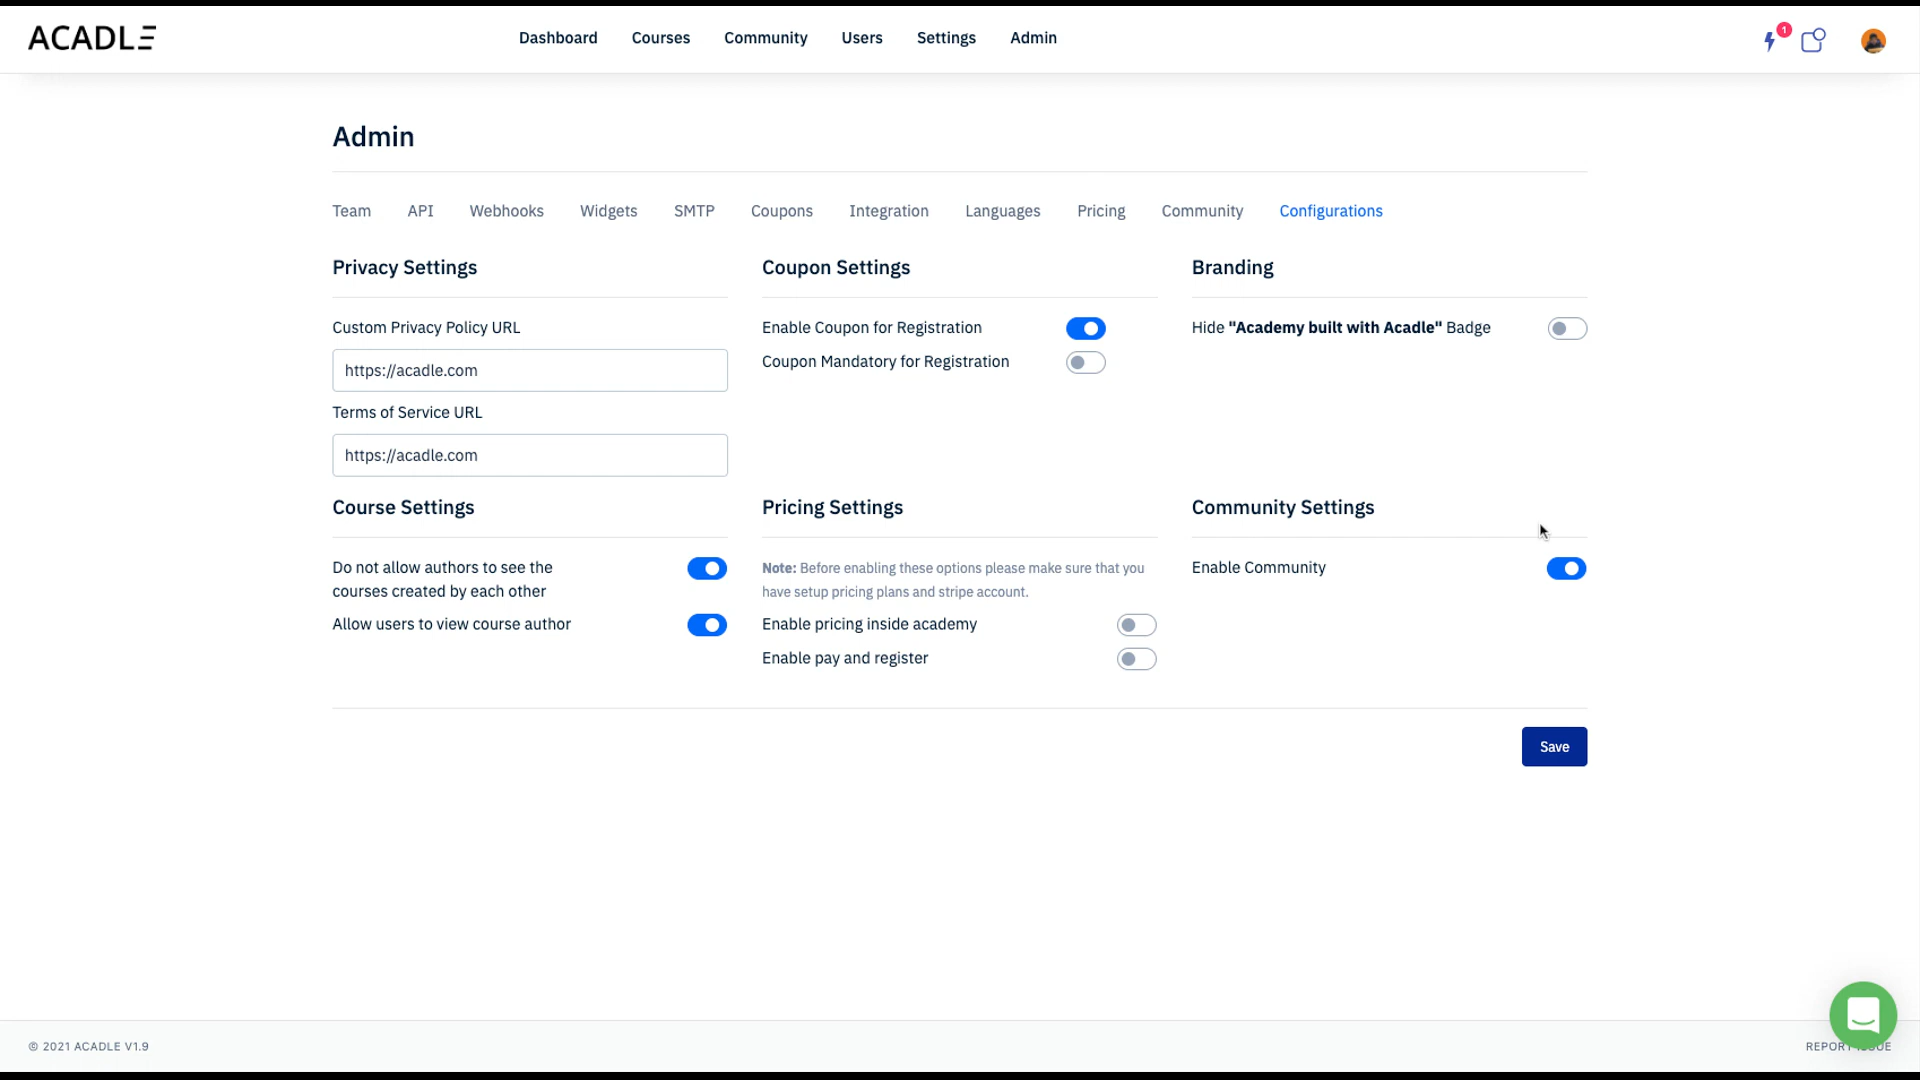 ACADLE
Dashboard Courses Community Users Settings Admin
1
Admin
Team API Webhooks Widgets SMTP Coupons Integration Languages Pricing Community Configurations
Privacy Settings
Custom Privacy Policy URL
https://acadle.com
Terms of Service URL
https://acadle.com
Coupon Settings
Enable Coupon for Registration
Coupon Mandatory for Registration
Branding
Hide "Academy built with Acadle" Badge
Course Settings
Do not allow authors to see the
courses created by each other
Allow users to view course author
Pricing Settings
Note: Before enabling these options please make sure that you
have setup pricing plans and stripe account.
Enable pricing inside academy
Enable pay and register
Community Settings
Enable Community
Save
© 2021 ACADLE V1.9
REPORT